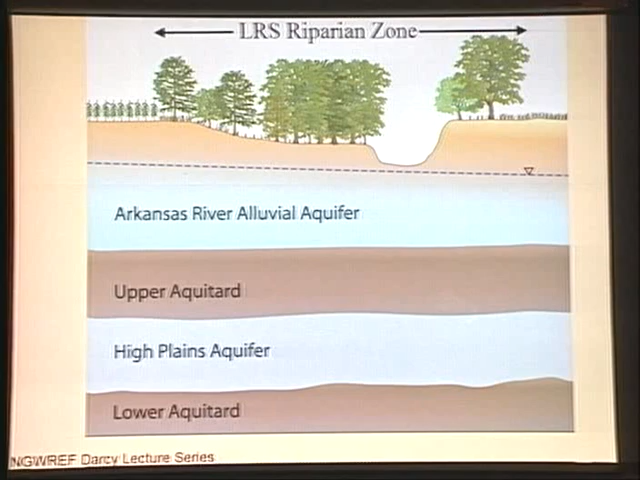 LRS Riparian Zone
Arkansas River Alluvial Aquifer
Upper Aquitard
High Plains Aquifer
Lower Aquitard
NGWREF Darcy Lecture Series